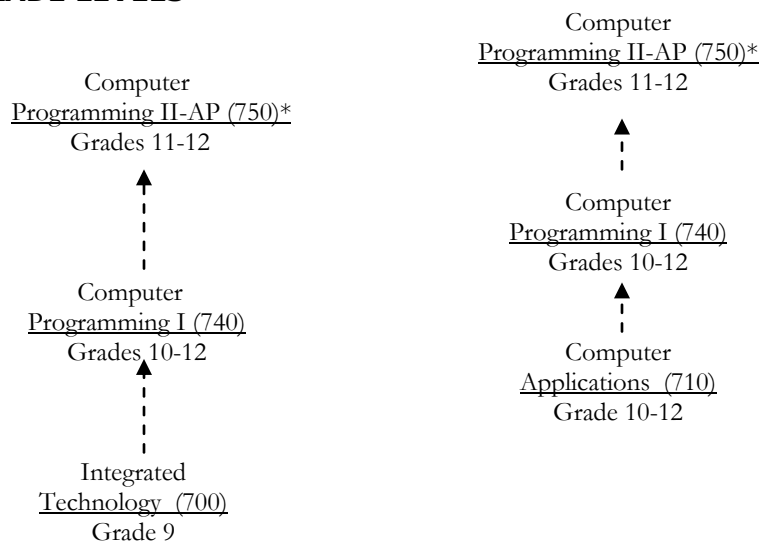 Computer
Programming II-AP (750)*
Grades 11-12
Computer
Programming I (740)
Grades 10-12
Integrated
Technology (700)
Grade 9
Computer
Programming II-AP (750)*
Grades 11-12
Computer
Programming I (740)
Grades 10-12
Computer
Applications (710)
Grade 10-12